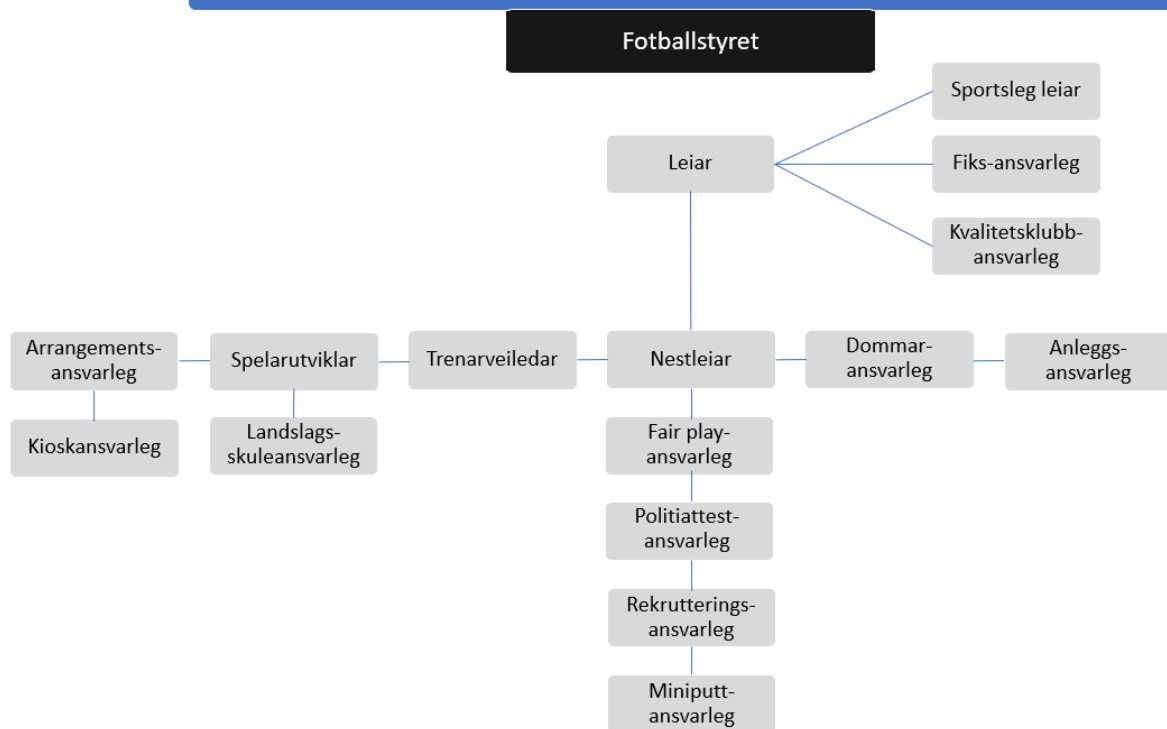 Fotballstyret
Sportsleg leiar
Leiar
Fiks-ansvarleg
Kvalitetsklubb-
ansvarleg
Arrangements-
ansvarleg
Spelarutviklar
Trenarveiledar
Nestleiar
Dommar-
ansvarleg
Anleggs-
ansvarleg
Kioskansvarleg
Landslags-
skuleansvarleg
Fair play-
ansvarleg
Politiattest-
ansvarleg
Rekrutterings-
ansvarleg
Miniputt-
ansvarleg